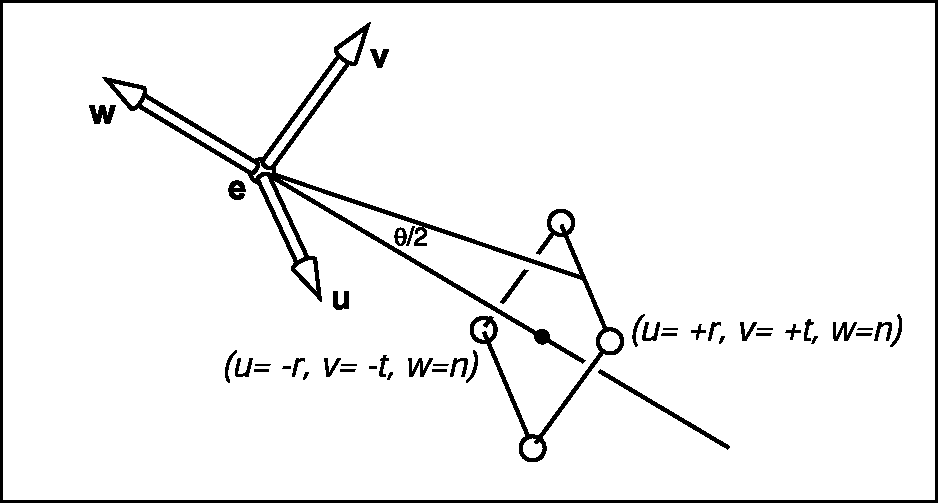 v
w
e
θ/2
u
(u= +r, v= +t, w=n)
(u= -r, v= -t, w=n)